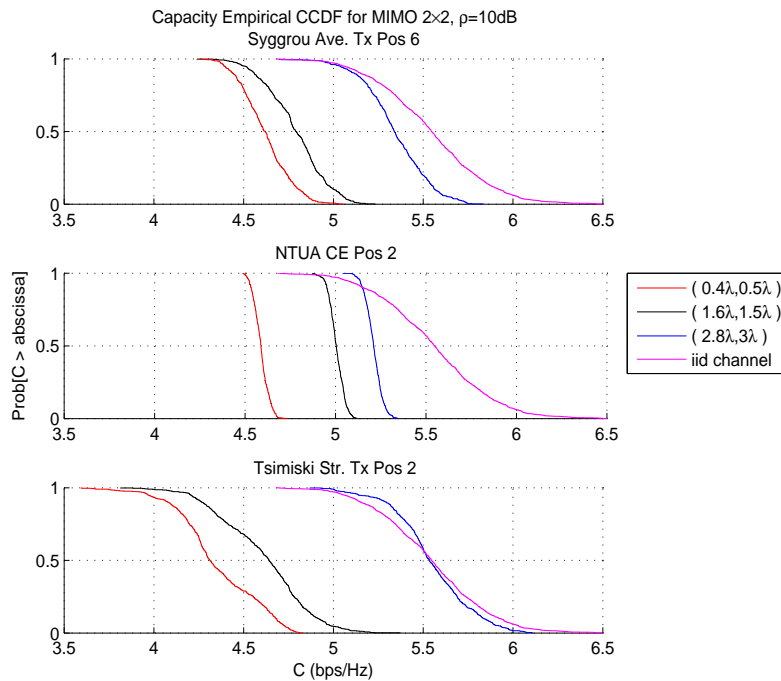 Capacity Empirical CCDF for MIMO 2×2, ρ=10dB
Syggrou Ave. Tx Pos 6
1
0.5
0
3.5 4 4.5 5 5.5 6 6.5
NTUA CE Pos 2
1
0.5
0
3.5 4 4.5 5 5.5 6 6.5
Prob[C > abscissa]
( 0.4λ,0.5λ )
( 1.6λ,1.5λ )
( 2.8λ,3λ )
iid channel
Tsimiski Str. Tx Pos 2
1
0.5
0
3.5 4 4.5 5 5.5 6 6.5
C (bps/Hz)